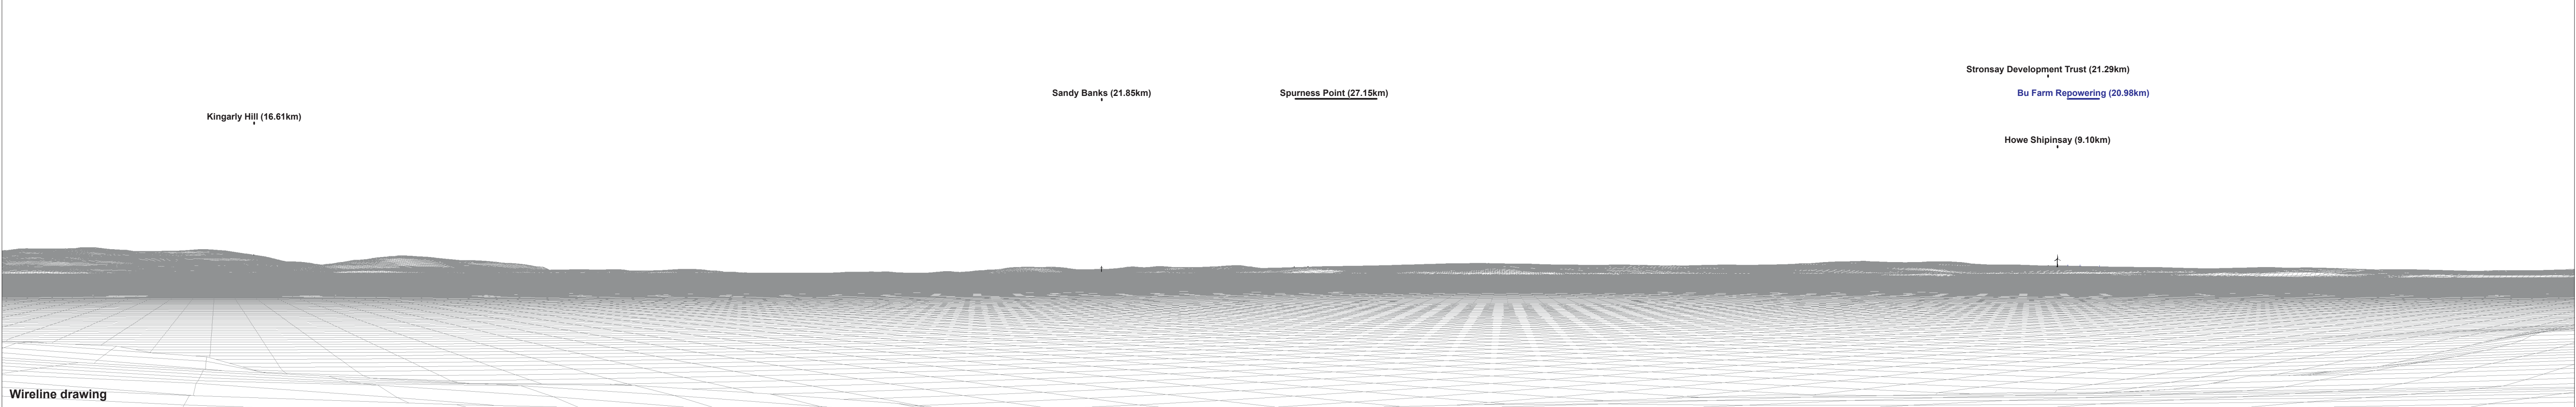 Stronsay Development Trust (21.29km)
Sandy Banks (21.85km)
Spurness Point (27.15km)
Bu Farm Repowering (20.98km)
Kingarly Hill (16.61km)
Howe Shipinsay (9.10km)
Wireline drawing